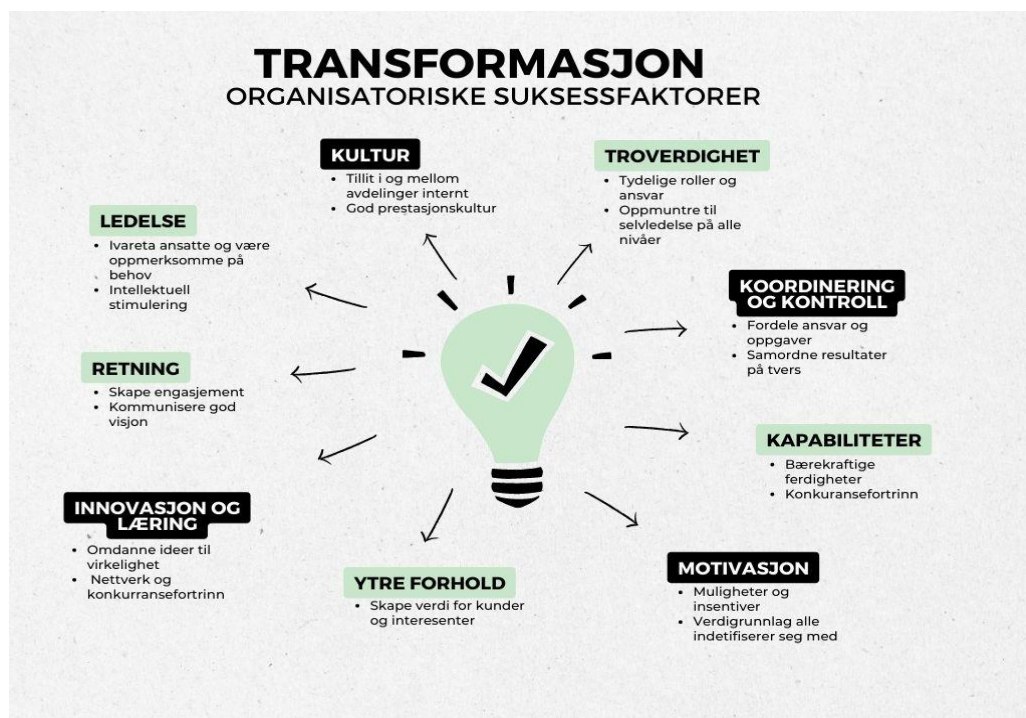 TRANSFORMASJON
ORGANISATORISKE SUKSESSFAKTORER
KULTUR
• Tillit i og mellom
avdelinger internt
• God prestasjonskultur
TROVERDIGHET
• Tydelige roller og
ansvar
• Oppmuntre til
selvledelse på alle
nivåer
LEDELSE
• Ivareta ansatte og være
oppmerksomme på
behov
• Intellektuell
stimulering
KOORDINERING
OG KONTROLL
• Fordele ansvar og
oppgaver
• Samordne resultater
på tvers
RETNING
• Skape engasjement
• Kommunisere god
visjon
KAPABILITETER
• Bærekraftige
ferdigheter
• Konkuransefortrinn
INNOVASJON OG
LÆRING
• Omdanne ideer til
virkelighet
• Nettverk og
konkurransefortrinn
YTRE FORHOLD
• Skape verdi for kunder
og interesenter
MOTIVASJON
• Muligheter og
insentiver
• Verdigrunnlag alle
indetifiserer seg med